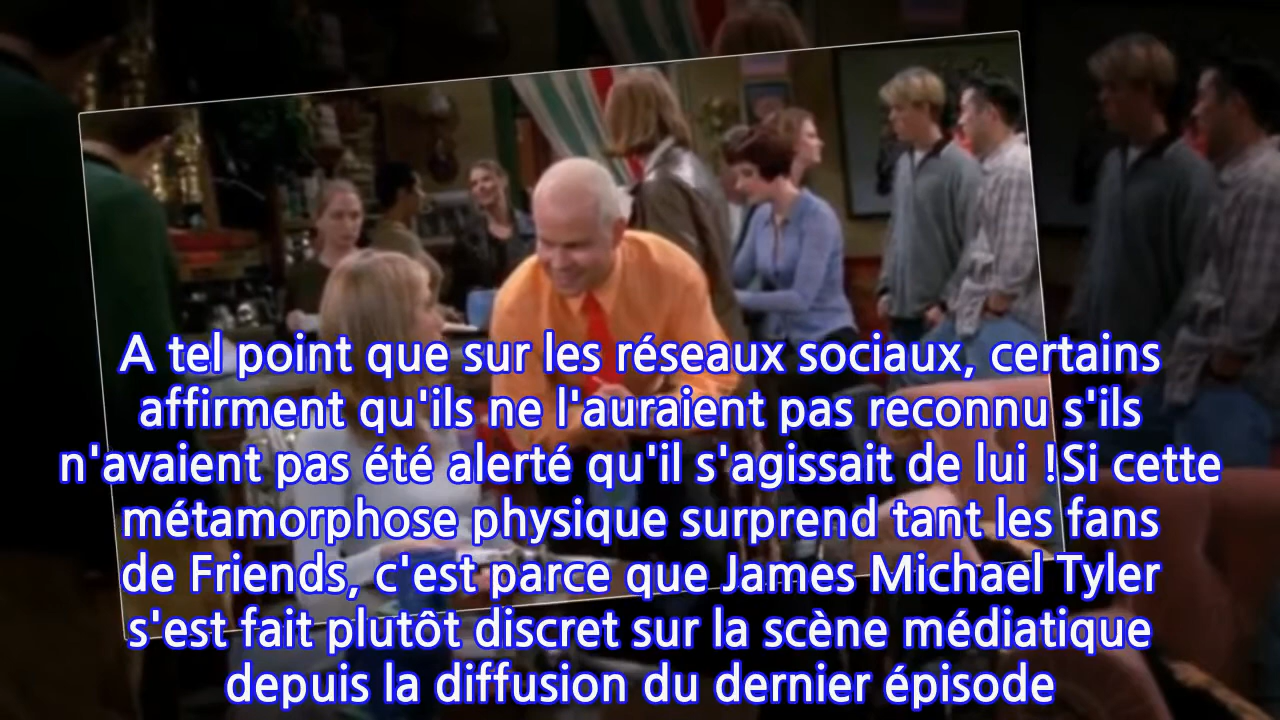 A tel point que sur les réseaux sociaux, certains
affirment qu'ils ne l'auraient pas reconnu s'ils
n'avaient pas été alerté qu'il s'agissait de lui !Si cette
métamorphose physique surprend tant les fans
de Friends, c'est parce que James Michael Tyler
s'est fait plutôt discret sur la scène médiatique
depuis la diffusion du dernier épisode